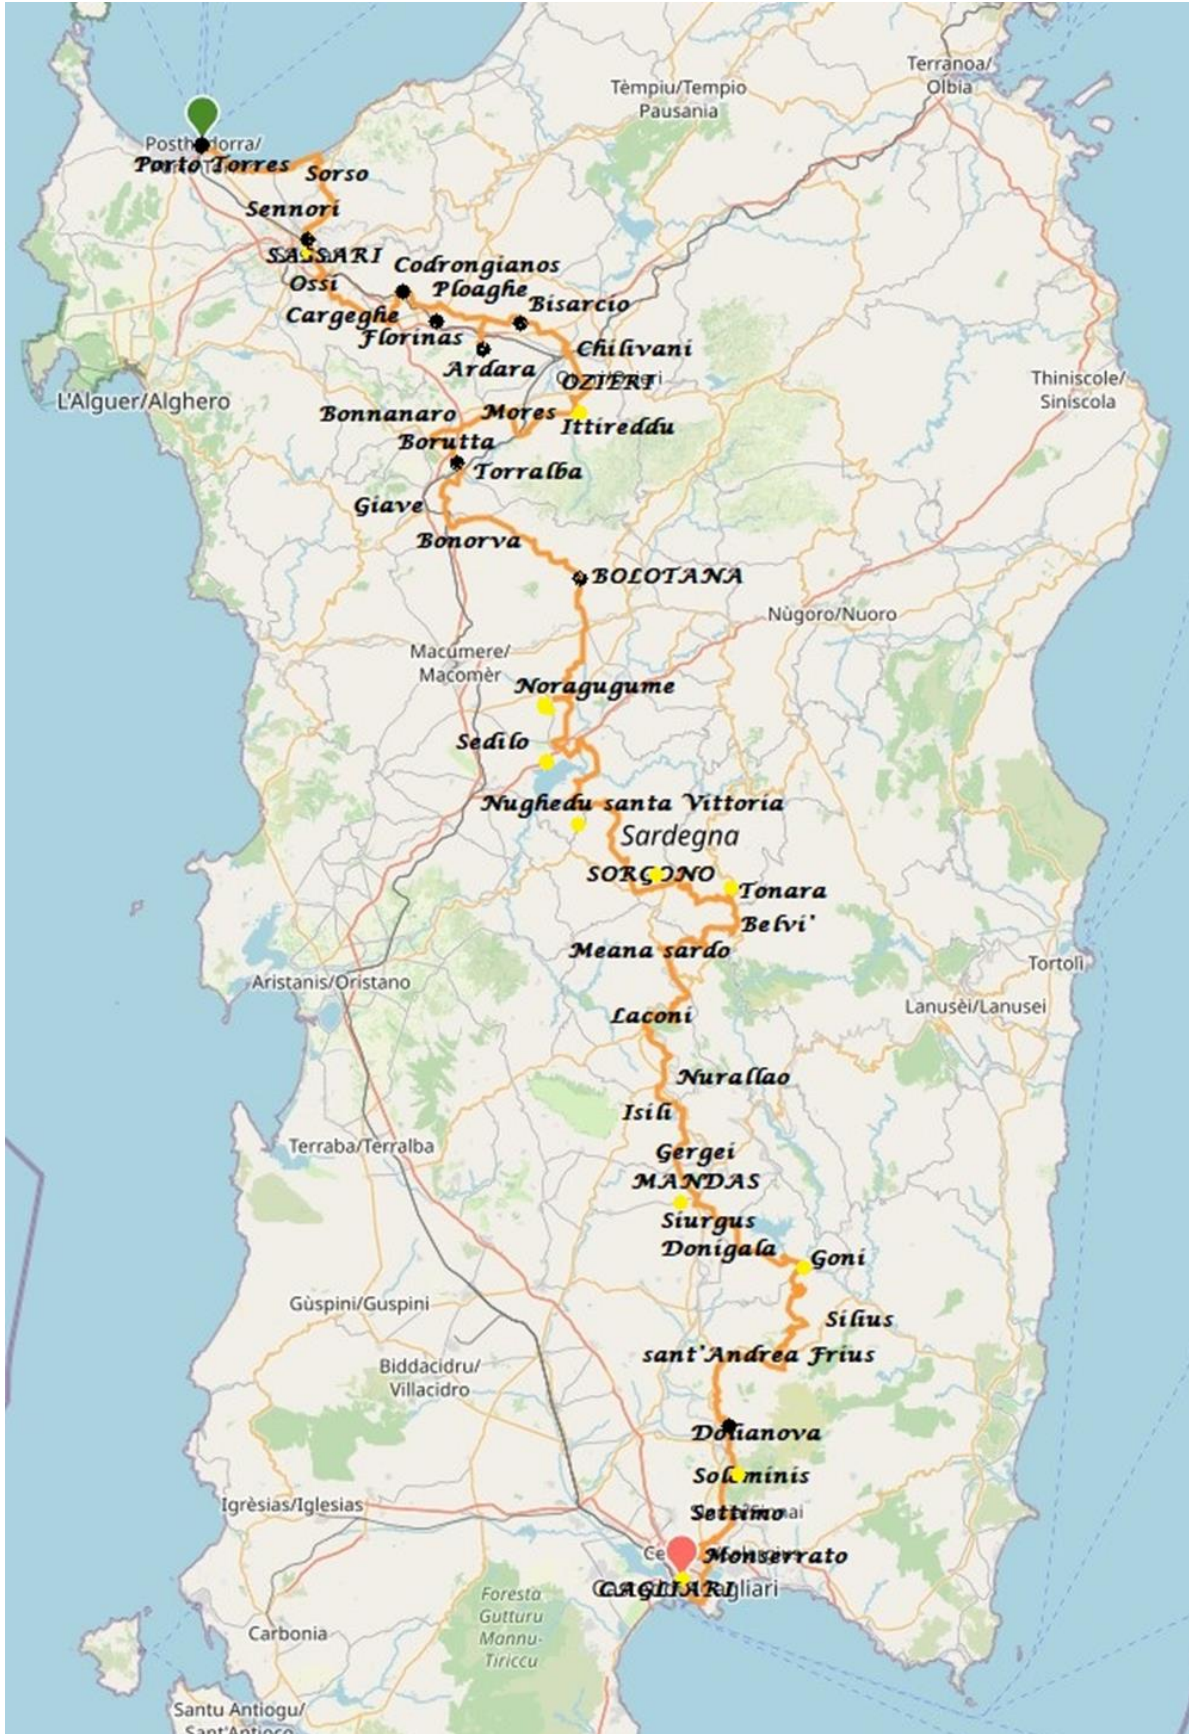 Terranoa/
Olbia
Tèmpiu/Tempio
Pausania
Porto Torres
Sorso
Sennori
SASSARI
Codrongianos
Ossi
Ploaghe
Bisarcio
Cargeghe
Florinas
Chilivani
Ardara
OZIERI
Thiniscole/
Siniscola
L'Alguer/Alghero
Bonnanaro
Mores
Ittireddu
Borutta
Torralba
Giave
Bonorva
BOLOTANA
Nùgoro/Nuoro
Macumere/
Macomèr
Noragugume
Sedilo
Nughedu santa Vittoria
Sardegna
SORGONO
Tonara
Belvi'
Meana sardo
Tortolì
Aristanis/Oristano
Lanusèi/Lanusei
Laconi
Nurallao
Isili
Terraba/Terralba
Gergei
MANDAS
Siurgus
Donigala
Goni
Gùspini/Guspini
Silius
sant'Andrea Frius
Biddacidru/
Villacidro
Dolianova
Soleminis
Igrèsias/Iglesias
Settimo
Monserrato
CAGLIARI
Foresta
Gutturu
Mannu-
Tiriccu
Carbonia
Santu Antiogu/
Sant'Antioco